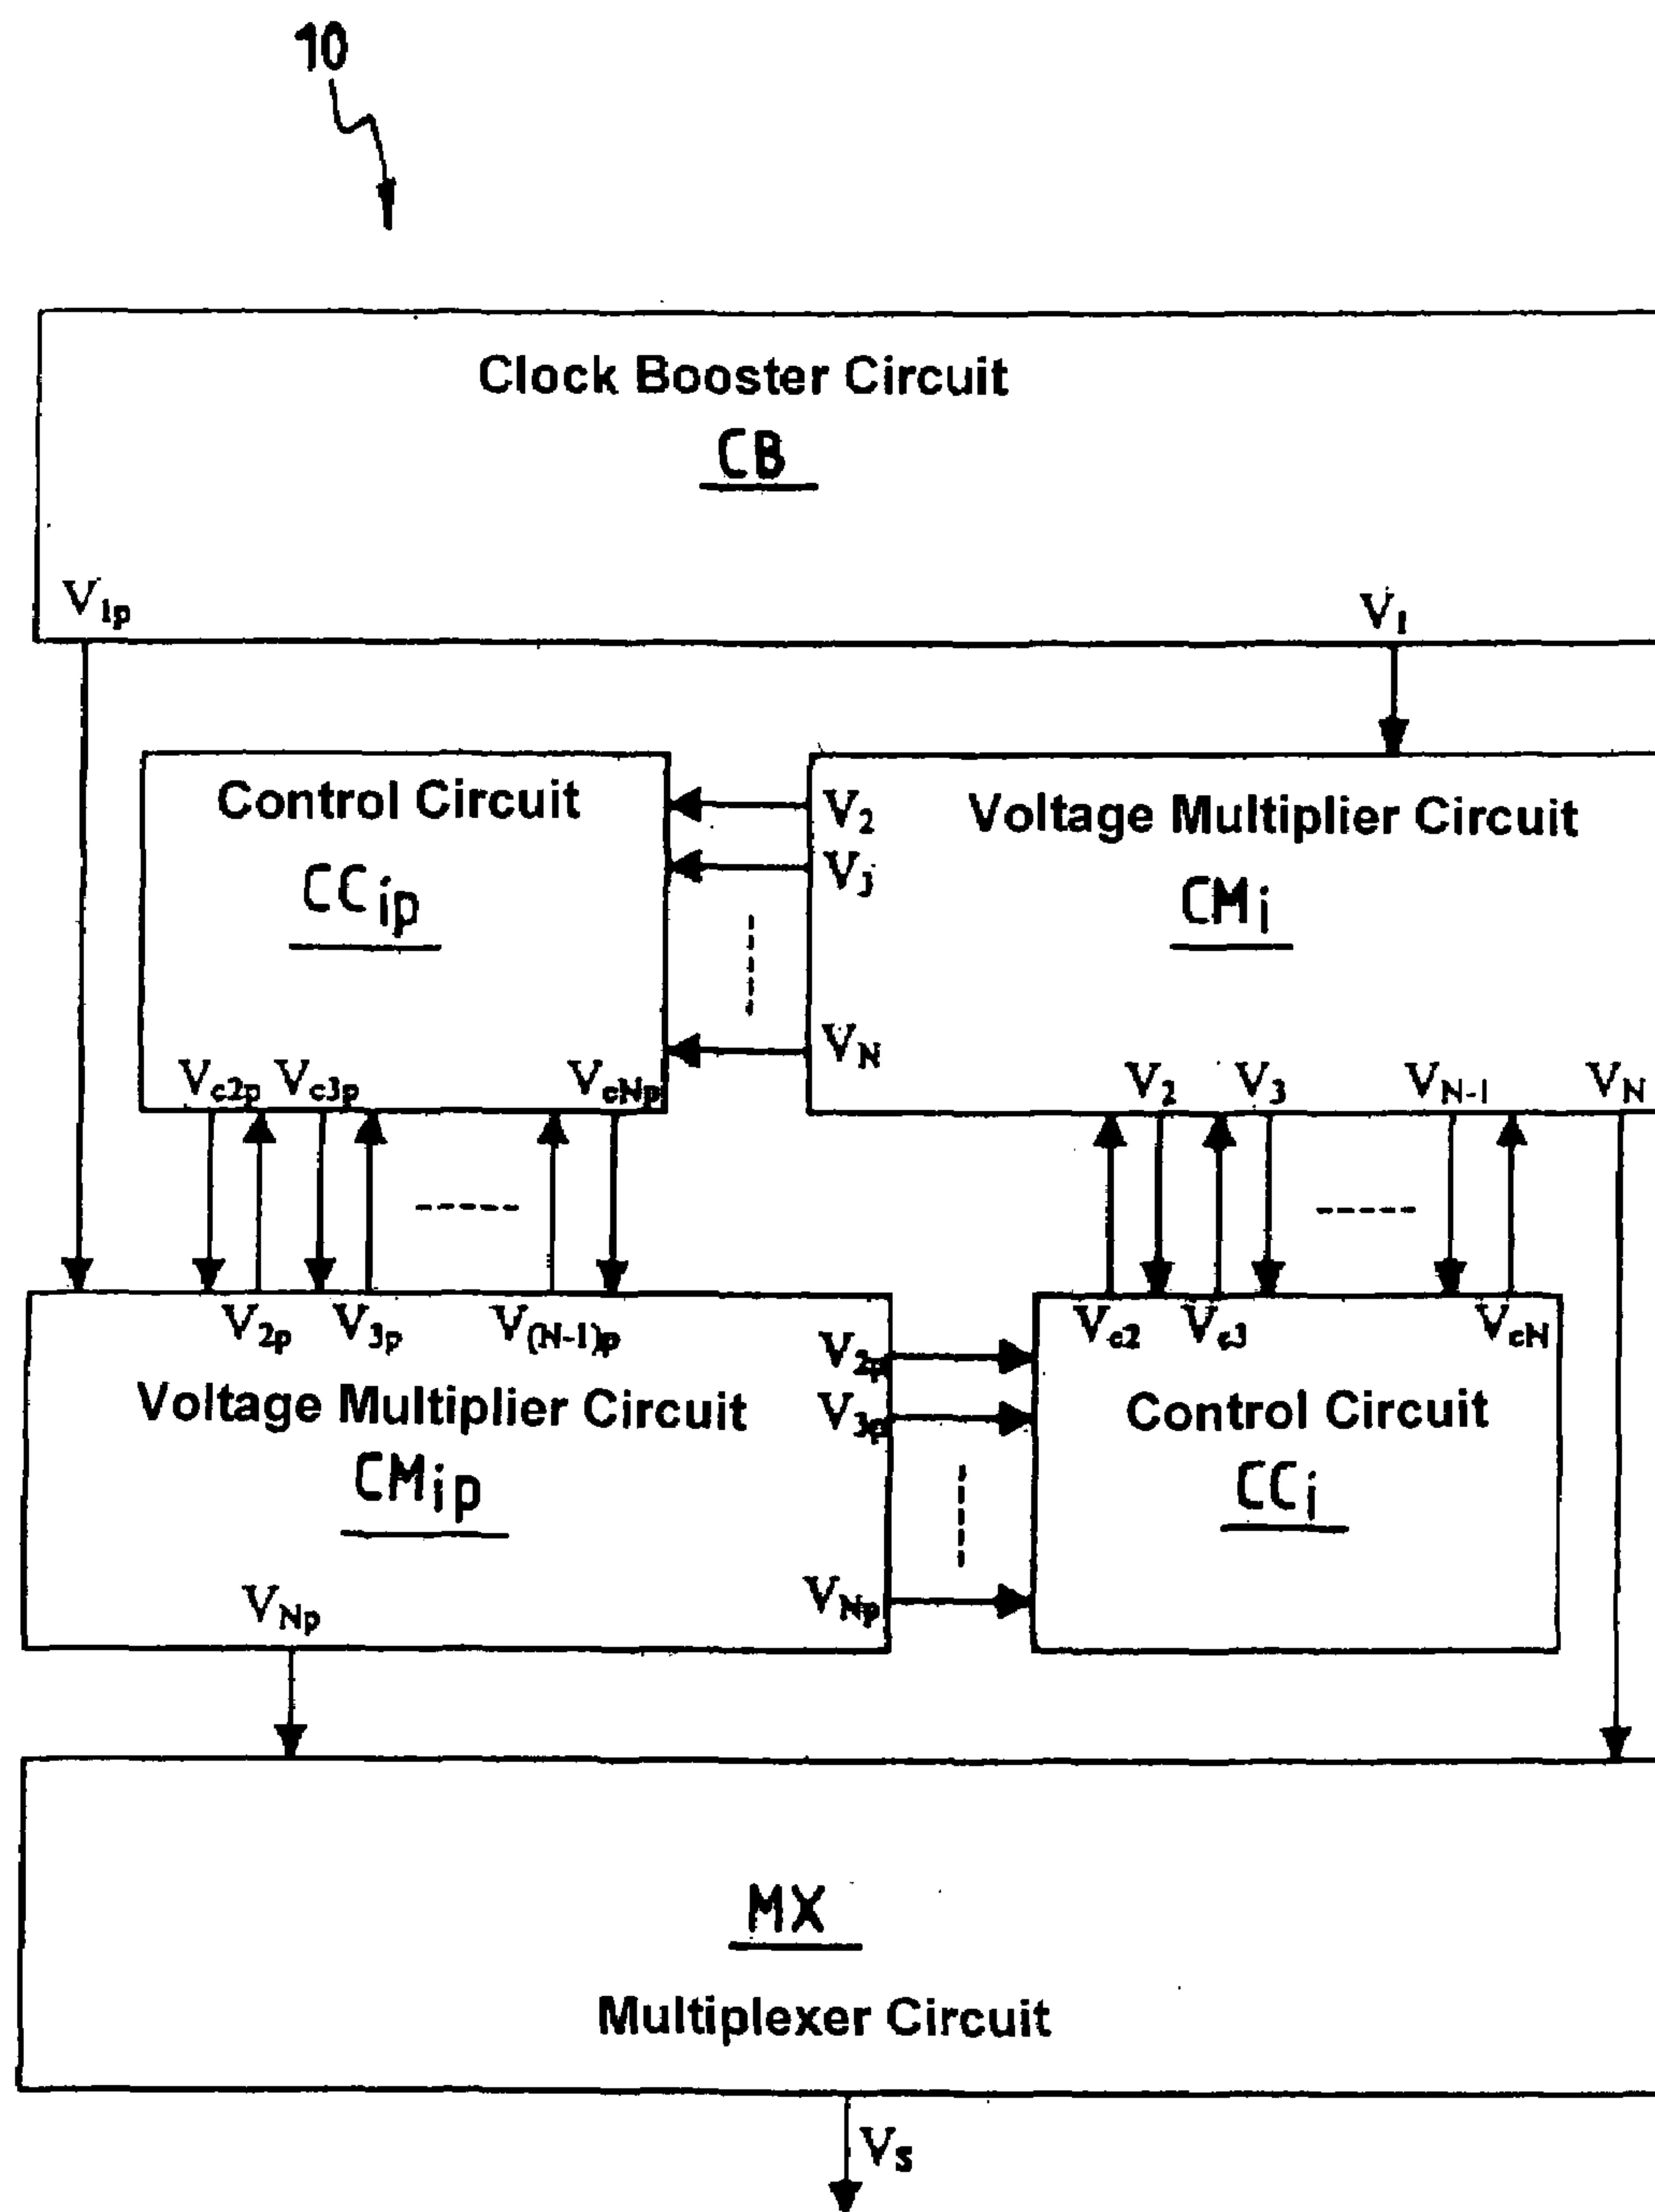 10
Clock Booster Circuit
CB
V1p
V1
Control Circuit
CCip
V2
V3
VN
Voltage Multiplier Circuit
CMi
Vc2p Vc3p VcNp
V2 V3 VN-1 VN
V2p V3p V(N-1)p
Vc2 Vc3 VcN
Voltage Multiplier Circuit
CMip
V2p
V3p
VNp
Control Circuit
CCi
VNp
MX
Multiplexer Circuit
VS